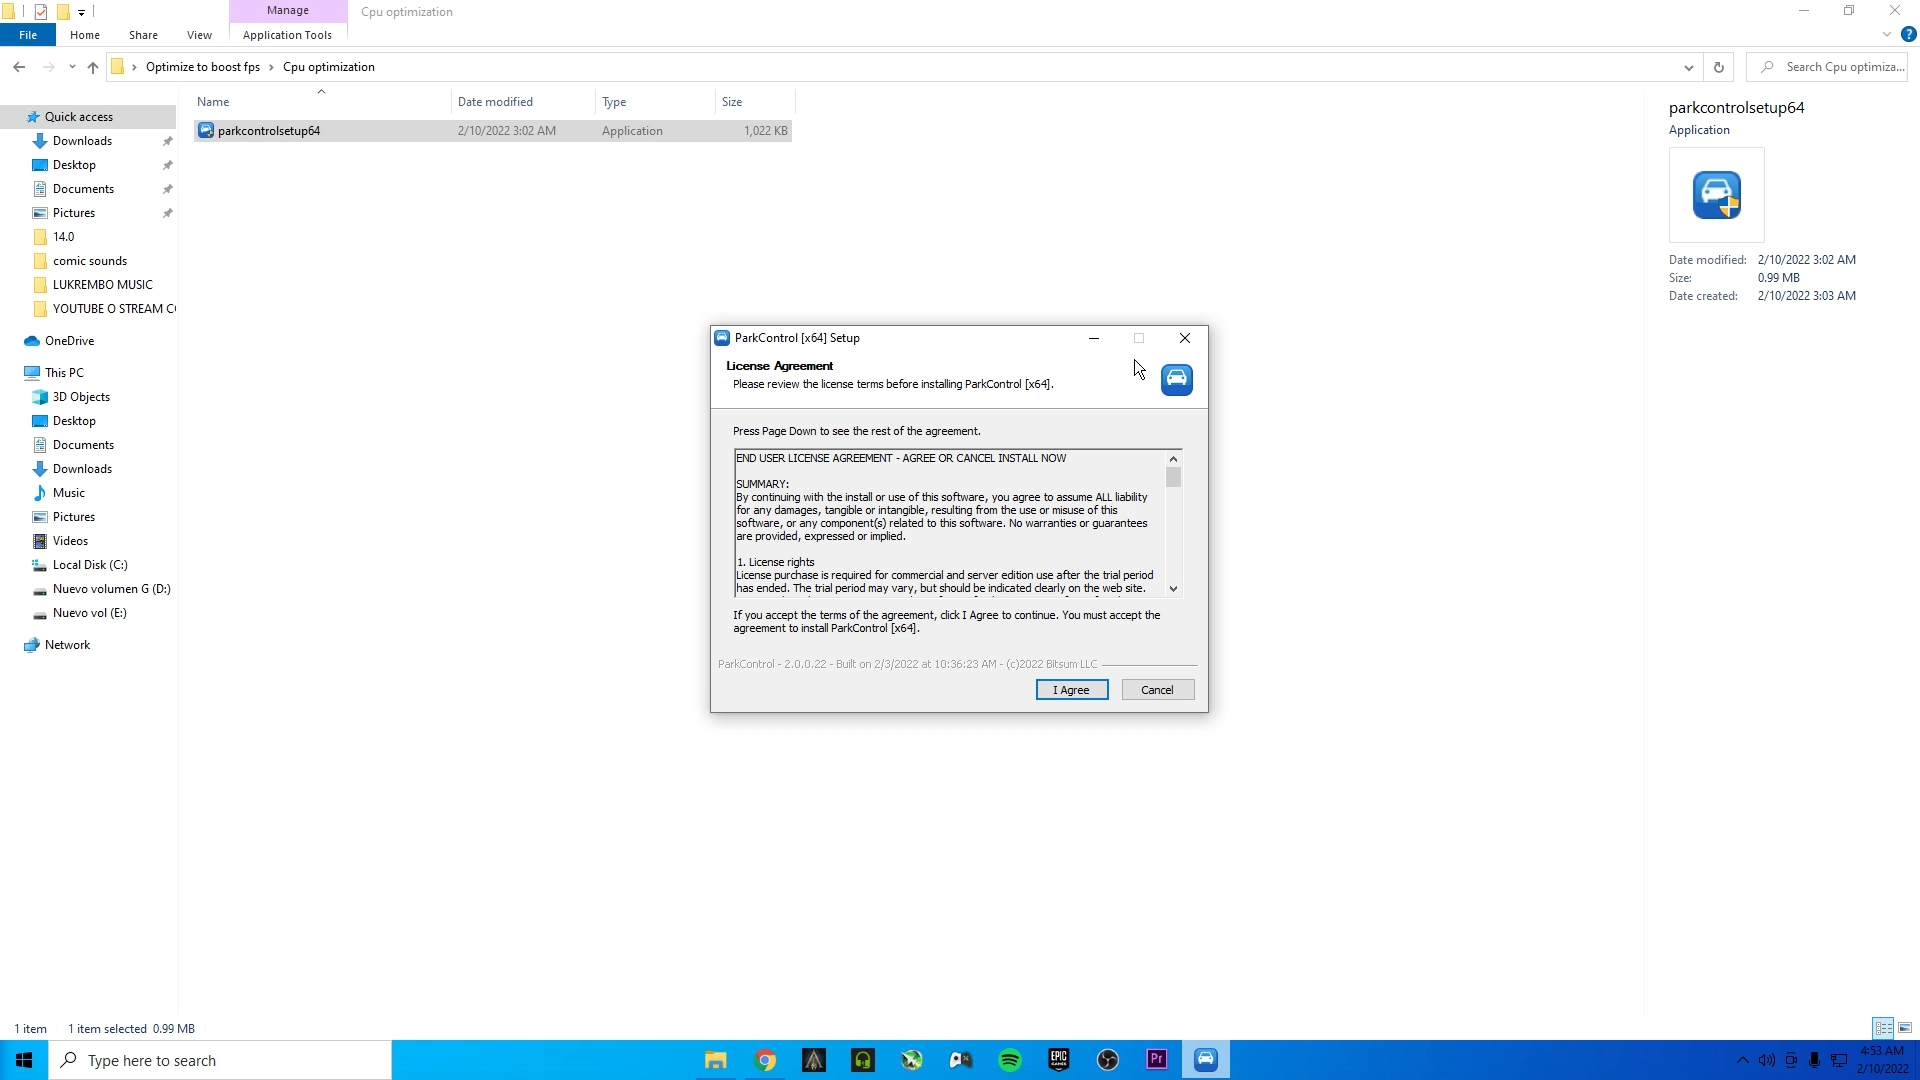 Manage
Cpu optimization
File
Home
Share
View
Application Tools
Optimize to boost fps
Cpu optimization
Search Cpu optimiza...
Name
Date modified
Type
Size
parkcontrolsetup64
2/10/2022 3:02 AM
Application
1,022 KB
Quick access
Downloads
Desktop
Documents
Pictures
14.0
comic sounds
LUKREMBO MUSIC
YOUTUBE O STREAM C
OneDrive
This PC
3D Objects
Desktop
Documents
Downloads
Music
Pictures
Videos
Local Disk (C:)
Nuevo volumen G (D:)
Nuevo vol (E:)
Network
parkcontrolsetup64
Application
Date modified: 2/10/2022 3:02 AM
Size: 0.99 MB
Date created: 2/10/2022 3:03 AM
ParkControl [x64] Setup
License Agreement
Please review the license terms before installing ParkControl [x64].
Press Page Down to see the rest of the agreement.
END USER LICENSE AGREEMENT - AGREE OR CANCEL INSTALL NOW
SUMMARY:
By continuing with the install or use of this software, you agree to assume ALL liability
for any damages, tangible or intangible, resulting from the use or misuse of this
software, or any component(s) related to this software. No warranties or guarantees
are provided, expressed or implied.
1. License rights
License purchase is required for commercial and server edition use after the trial period
has ended. The trial period may vary, but should be indicated clearly on the web site.
If you accept the terms of the agreement, click I Agree to continue. You must accept the
agreement to install ParkControl [x64].
ParkControl - 2.0.0.22 - Built on 2/3/2022 at 10:36:23 AM - (c)2022 Bitsum LLC
I Agree
Cancel
1 item
1 item selected 0.99 MB
Type here to search
EPIC
GAMES
Pr
4:53 AM
2/10/2022